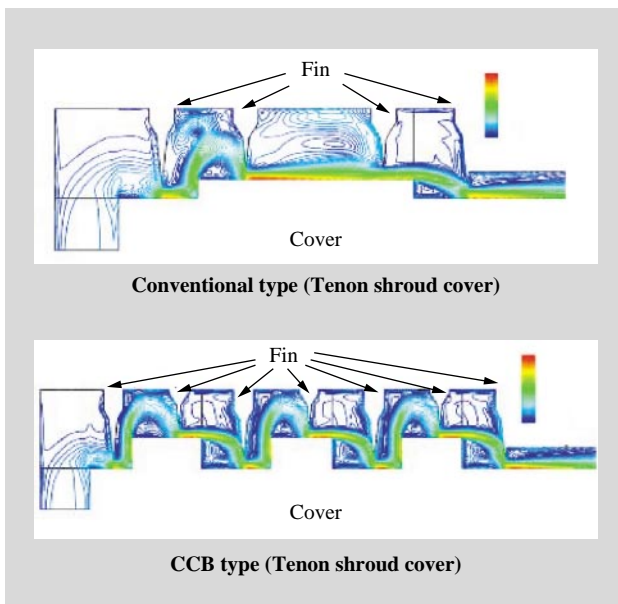 Fin
Cover
Conventional type (Tenon shroud cover)
Fin
Cover
CCB type (Tenon shroud cover)